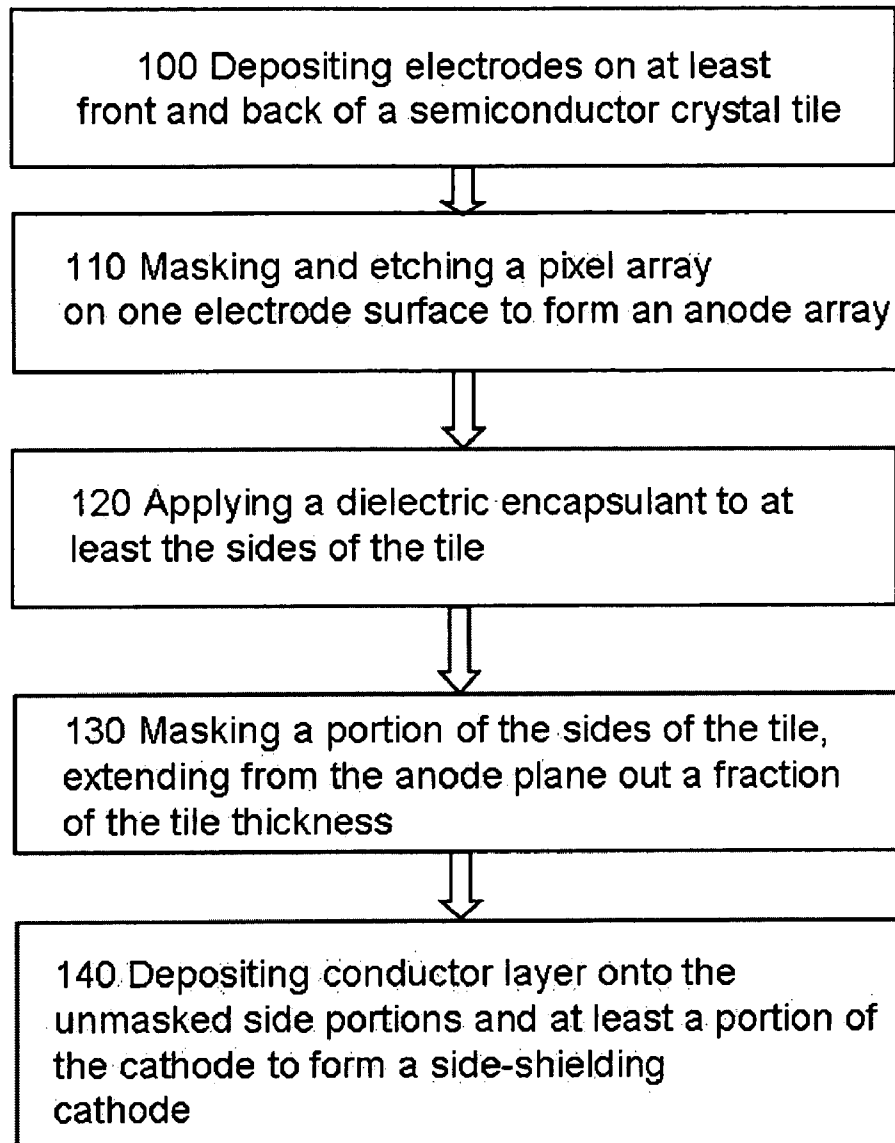 100 Depositing electrodes on at least
front and back of a semiconductor crystal tile
110 Masking and etching a pixel array
on one electrode surface to form an anode array
120 Applying a dielectric encapsulant to at
least the sides of the tile
130 Masking a portion of the sides of the tile,
extending from the anode plane out a fraction
of the tile thickness
140 Depositing conductor layer onto the
unmasked side portions and at least a portion of
the cathode to form a side-shielding
cathode